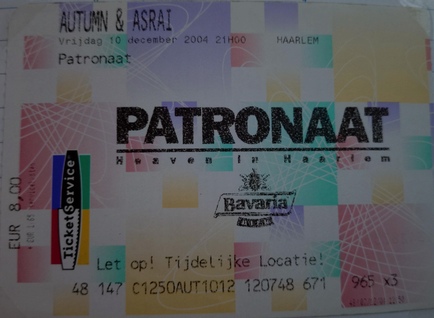 AUTUMN & ASRAI
Vrijdag 10 december 2004 21H00 HAARLEM
Patronaat
PATRONAAT
Heaven In Haarlem
Bavaria
EUR 8,00
TicketService
Let op! Tijdelijke Locatie!
48 147 C1250AUT1012 120748 671 965 x3